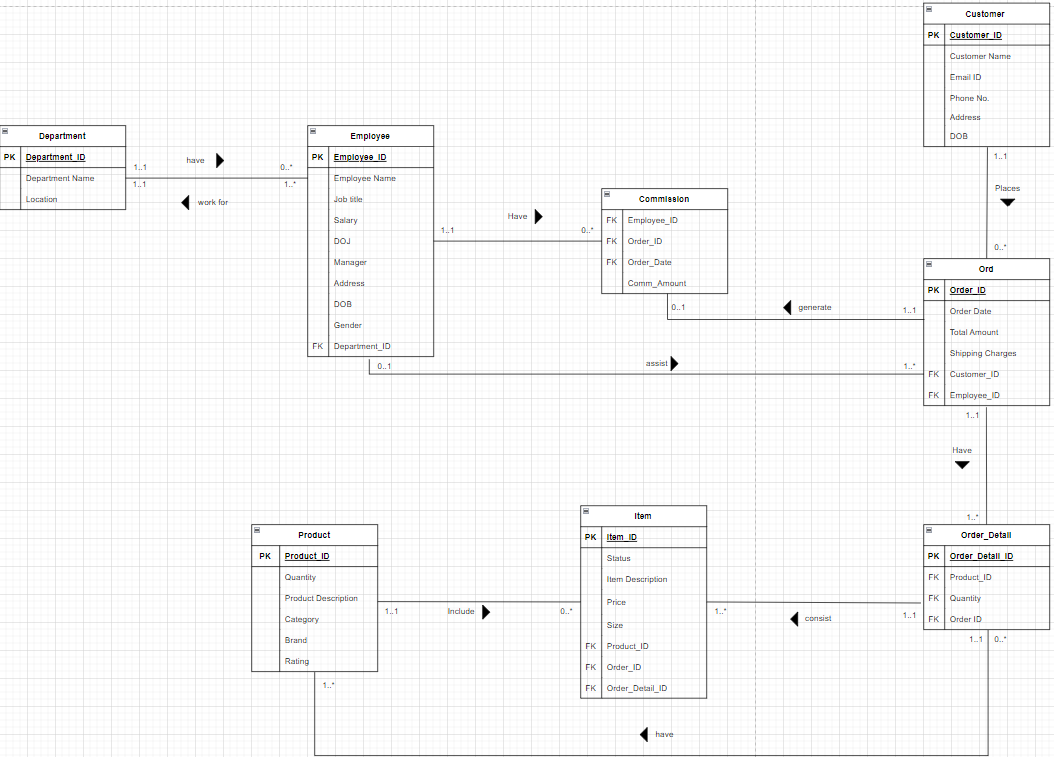 Customer
PK Customer_ID
Customer Name
Email ID
Phone No.
Address
DOB
Department
PK Department_ID
Department Name
Location
1..1 have 0..*
1..1 work for 1..*
Employee
PK Employee_ID
Employee Name
Job title
Salary
DOJ
Manager
Address
DOB
Gender
FK Department_ID
1..1 Have 0..*
Commission
FK Employee_ID
FK Order_ID
FK Order_Date
Comm_Amount
1..1
Places
0..*
0..1 generate 1..1
0..1 assist 1..*
Ord
PK Order_ID
Order Date
Total Amount
Shipping Charges
FK Customer_ID
FK Employee_ID
1..1
Have
1..*
Product
PK Product_ID
Quantity
Product Description
Category
Brand
Rating
1..1 Include 0..*
Item
PK Item_ID
Status
Item Description
Price
Size
FK Product_ID
FK Order_ID
FK Order_Detail_ID
1..* consist 1..1
Order_Detail
PK Order_Detail_ID
FK Product_ID
FK Quantity
FK Order ID
1..1 0..*
1..*
have